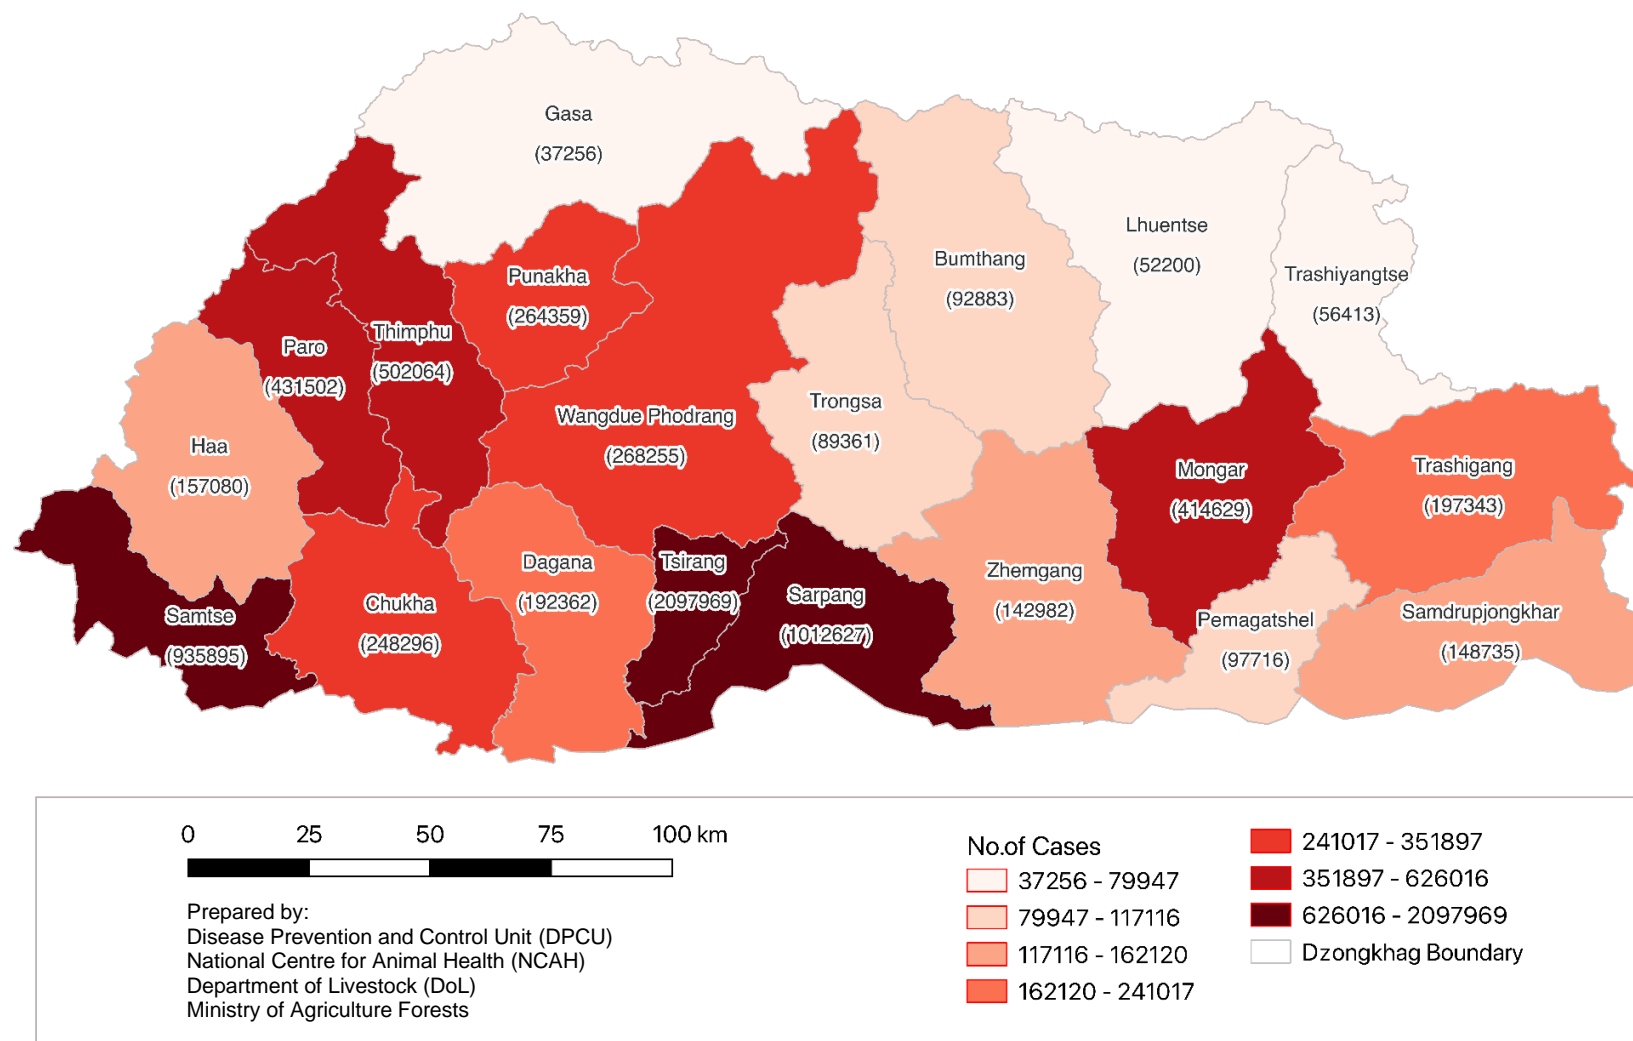 Gasa
(37256)
Lhuentse
(52200)
Bumthang
(92883)
Trashiyangtse
(56413)
Punakha
(264359)
Thimphu
(502064)
Paro
(431502)
Trongsa
(89361)
Wangdue Phodrang
(268255)
Haa
(157080)
Mongar
(414629)
Trashigang
(197343)
Dagana
(192362)
Tsirang
(2097969)
Zhemgang
(142982)
Sarpang
(1012627)
Chukha
(248296)
Samtse
(935895)
Pemagatshel
(97716)
Samdrupjongkhar
(148735)
0 25 50 75 100 km
Prepared by:
Disease Prevention and Control Unit (DPCU)
National Centre for Animal Health (NCAH)
Department of Livestock (DoL)
Ministry of Agriculture Forests
No.of Cases
37256 - 79947
79947 - 117116
117116 - 162120
162120 - 241017
241017 - 351897
351897 - 626016
626016 - 2097969
Dzongkhag Boundary